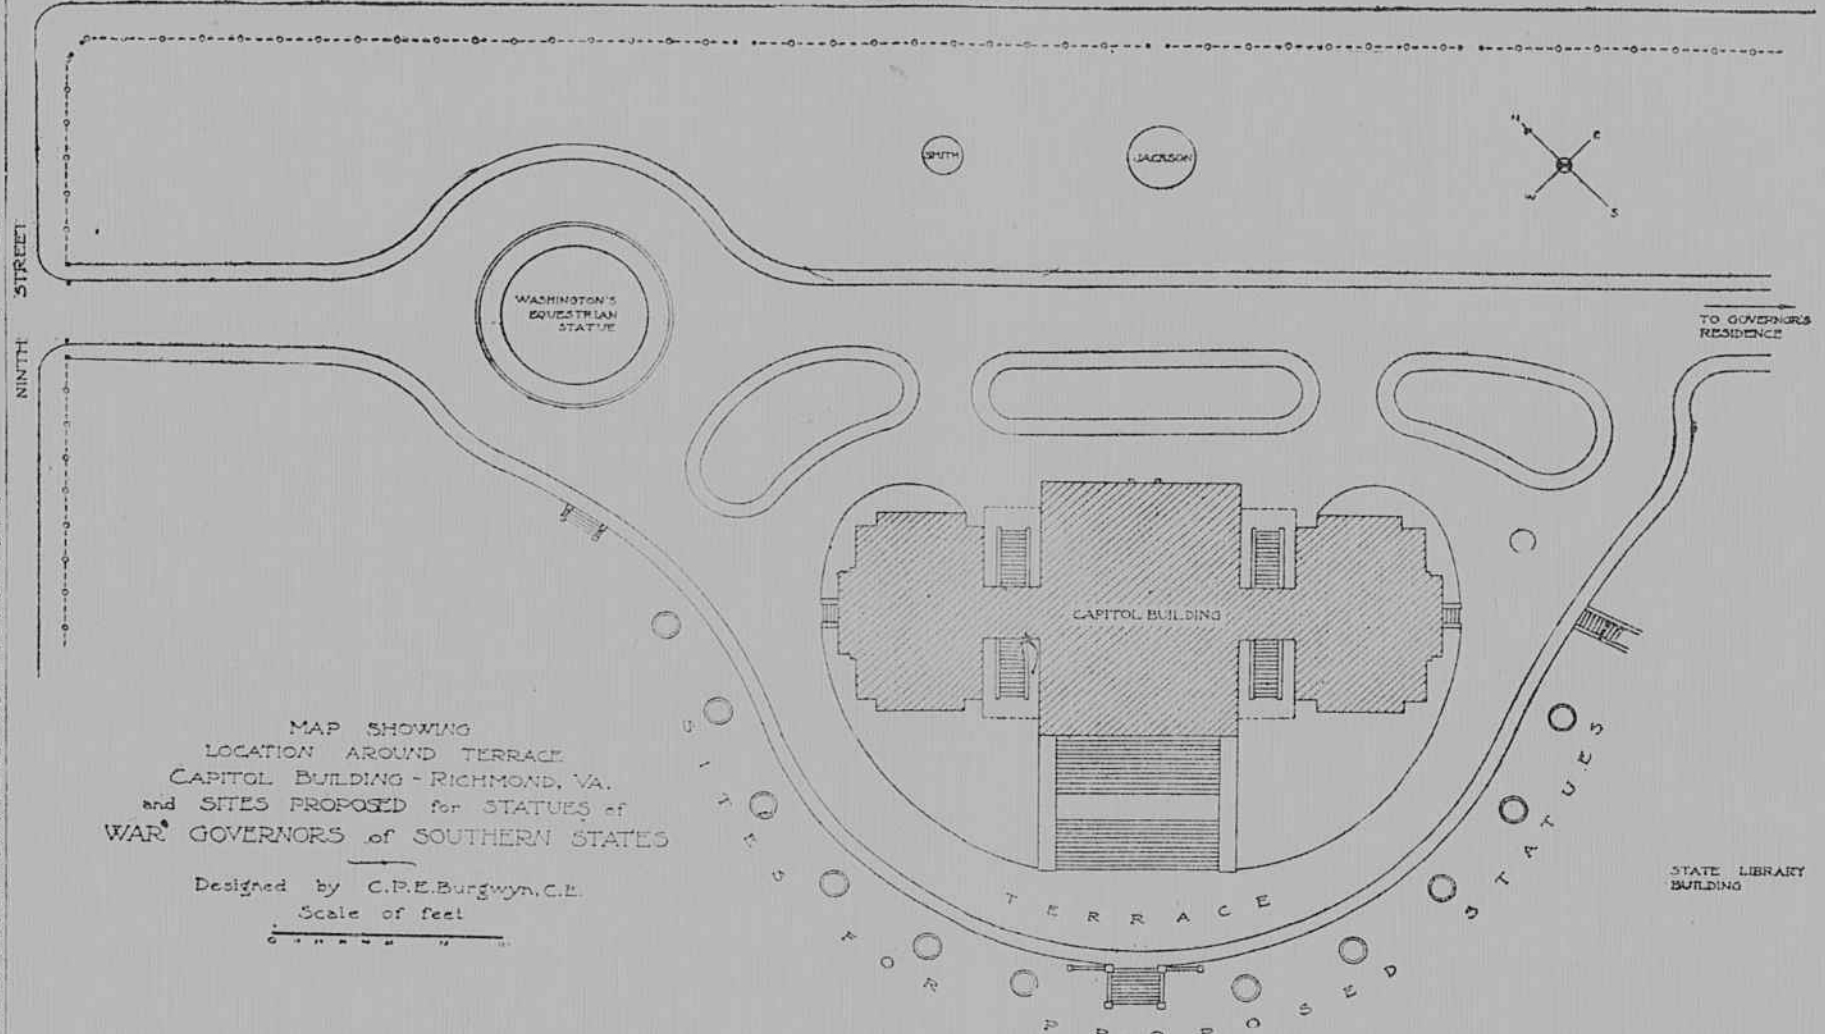 SMITH
JACKSON
N
E
W
S
NINTH STREET
WASHINGTON'S
EQUESTRIAN
STATUE
TO GOVERNOR'S
RESIDENCE
CAPITOL BUILDING
MAP SHOWING
LOCATION AROUND TERRACE
CAPITOL BUILDING - RICHMOND, VA.
and SITES PROPOSED for STATUES of
WAR GOVERNORS of SOUTHERN STATES
Designed by C.P.E. Burgwyn, C.E.
Scale of feet
TERRACE
SITES FOR PROPOSED STATUES
STATE LIBRARY
BUILDING